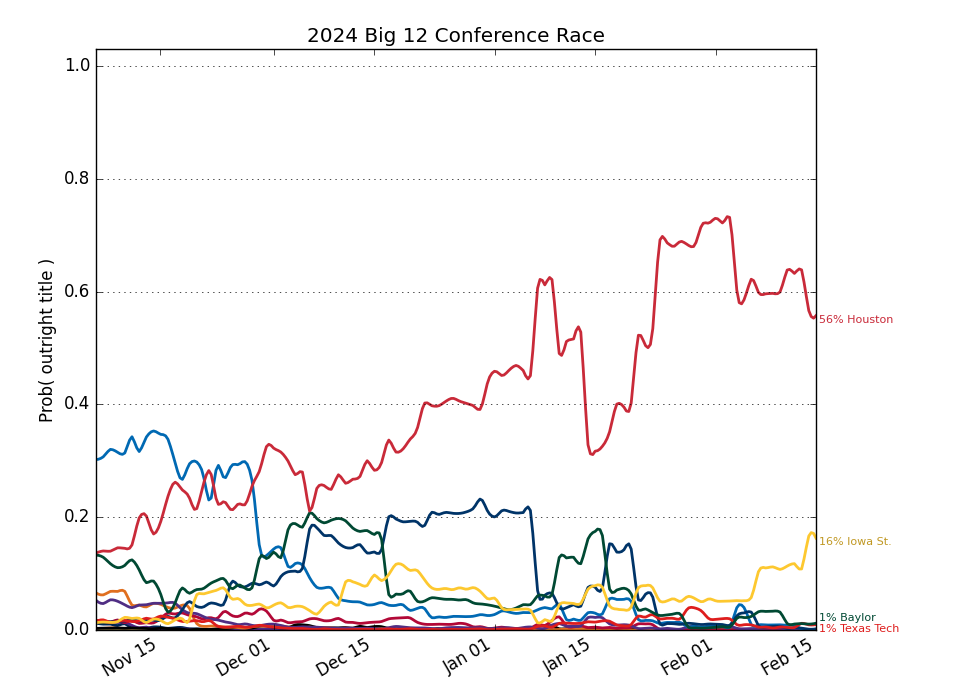 2024 Big 12 Conference Race
Prob( outright title )
1.0
0.8
0.6
0.4
0.2
0.0
56% Houston
16% Iowa St.
1% Baylor
1% Texas Tech
Nov 15
Dec 01
Dec 15
Jan 01
Jan 15
Feb 01
Feb 15